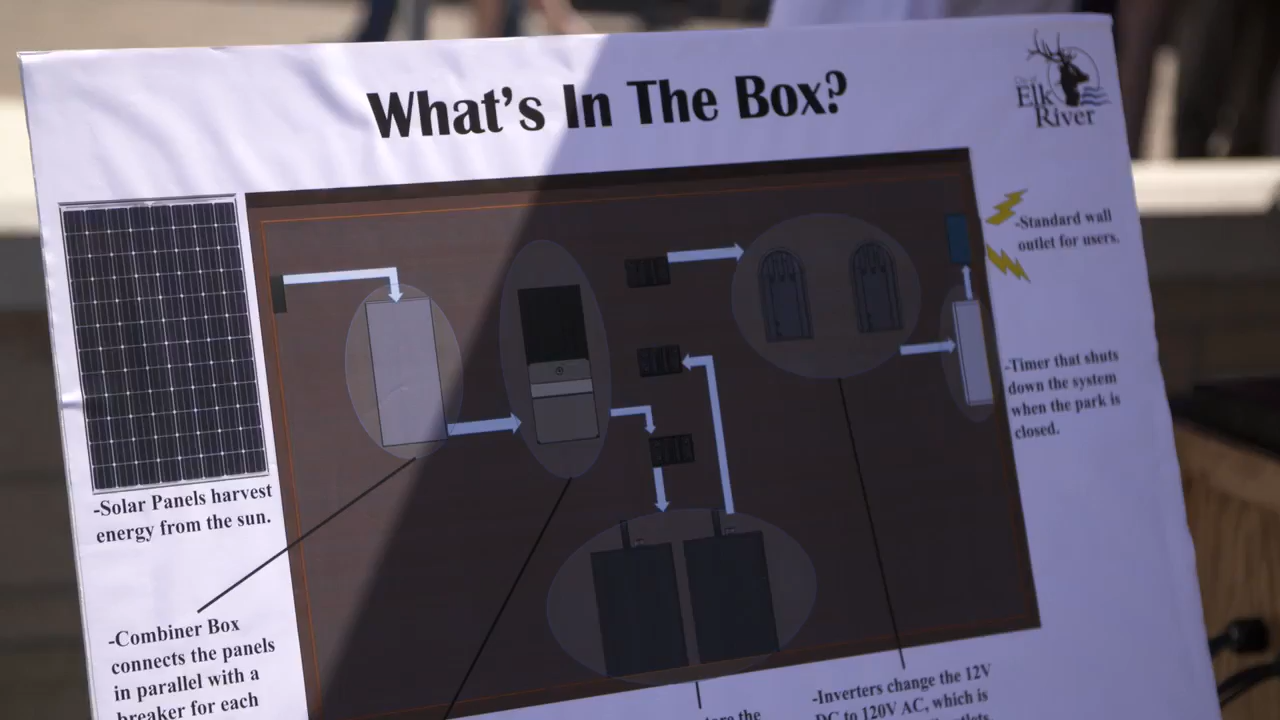 What's In The Box?
City of
Elk
River
-Standard wall
outlet for users.
-Timer that shuts
down the system
when the park is
closed.
-Solar Panels harvest
energy from the sun.
-Combiner Box
connects the panels
in parallel with a
breaker for each
the
-Inverters change the 12V
DC to 120V AC, which is